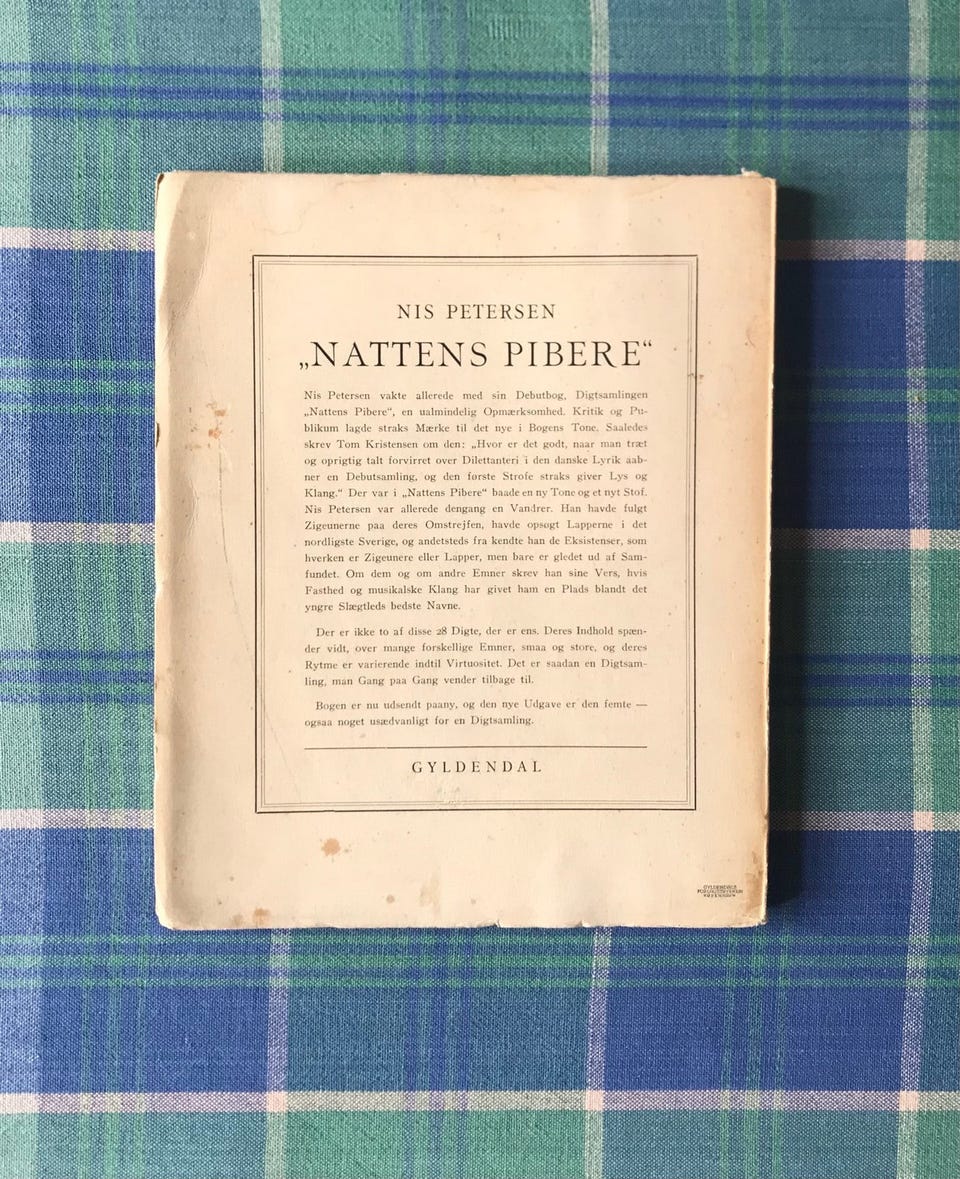 NIS PETERSEN
„NATTENS PIBERE“
Nis Petersen vakte allerede med sin Debutbog, Digtsamlingen
„Nattens Pibere“, en ualmindelig Opmærksomhed. Kritik og Pu-
blikum lagde straks Mærke til det nye i Bogens Tone. Saaledes
skrev Tom Kristensen om den: „Hvor er det godt, naar man træt
og oprigtig talt forvirret over Dilettanteri i den danske Lyrik aab-
ner en Debutsamling, og den første Strofe straks giver Lys og
Klang.“ Der var i „Nattens Pibere“ baade en ny Tone og et nyt Stof.
Nis Petersen var allerede dengang en Vandrer. Han havde fulgt
Zigeunerne paa deres Omstrejfen, havde opsøgt Lapperne i det
nordligste Sverige, og andetsteds fra kendte han de Eksistenser, som
hverken er Zigeunere eller Lapper, men bare er gledet ud af Sam-
fundet. Om dem og om andre Emner skrev han sine Vers, hvis
Fasthed og musikalske Klang har givet ham en Plads blandt det
yngre Slægtleds bedste Navne.
Der er ikke to af disse 28 Digte, der er ens. Deres Indhold spæn-
der vidt, over mange forskellige Emner, smaa og store, og deres
Rytme er varierende indtil Virtuositet. Det er saadan en Digtsam-
ling, man Gang paa Gang vender tilbage til.
Bogen er nu udsendt paany, og den nye Udgave er den femte —
ogsaa noget usædvanligt for en Digtsamling.
GYLDENDAL